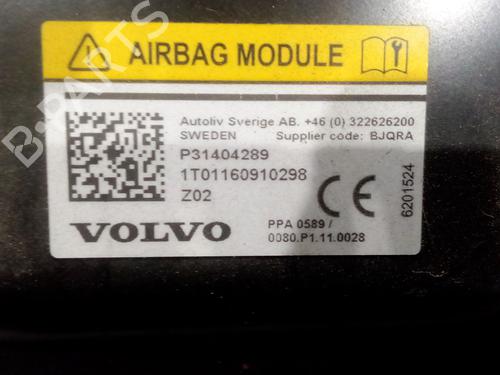 AIRBAG MODULE
Autoliv Sverige AB. +46 (0) 322626200
SWEDEN Supplier code: BJQRA
P31404289
1T01160910298
Z02
VOLVO
PPA 0589 /
0080.P1.11.0028
CE
6201524
B-PARTS